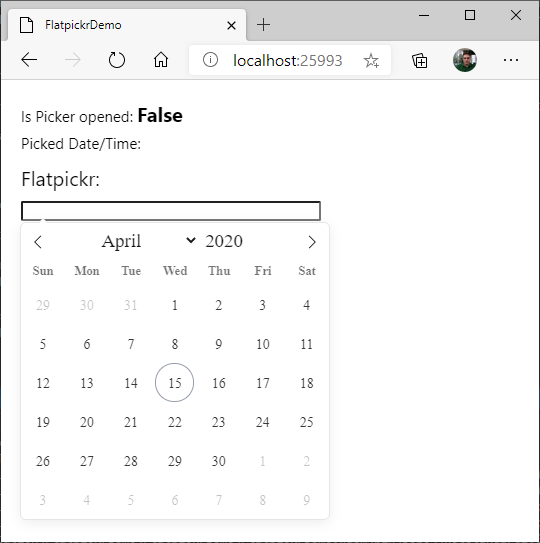 FlatpickrDemo
localhost:25993
Is Picker opened: False
Picked Date/Time:
Flatpickr:
April 2020
Sun Mon Tue Wed Thu Fri Sat
29 30 31 1 2 3 4
5 6 7 8 9 10 11
12 13 14 15 16 17 18
19 20 21 22 23 24 25
26 27 28 29 30 1 2
3 4 5 6 7 8 9